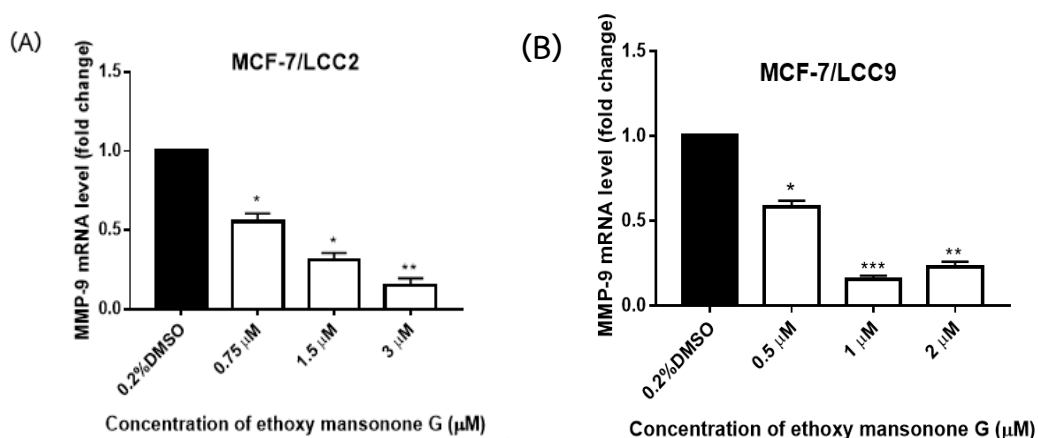 (A)
MCF-7/LCC2
MMP-9 mRNA level (fold change)
1.5
1.0
0.5
0.0
*
*
**
0.2%DMSO
0.75 μM
1.5 μM
3 μM
Concentration of ethoxy mansonone G (μM)
(B)
MCF-7/LCC9
MMP-9 mRNA level (fold change)
1.5
1.0
0.5
0.0
*
***
**
0.2%DMSO
0.5 μM
1 μM
2 μM
Concentration of ethoxy mansonone G (μM)